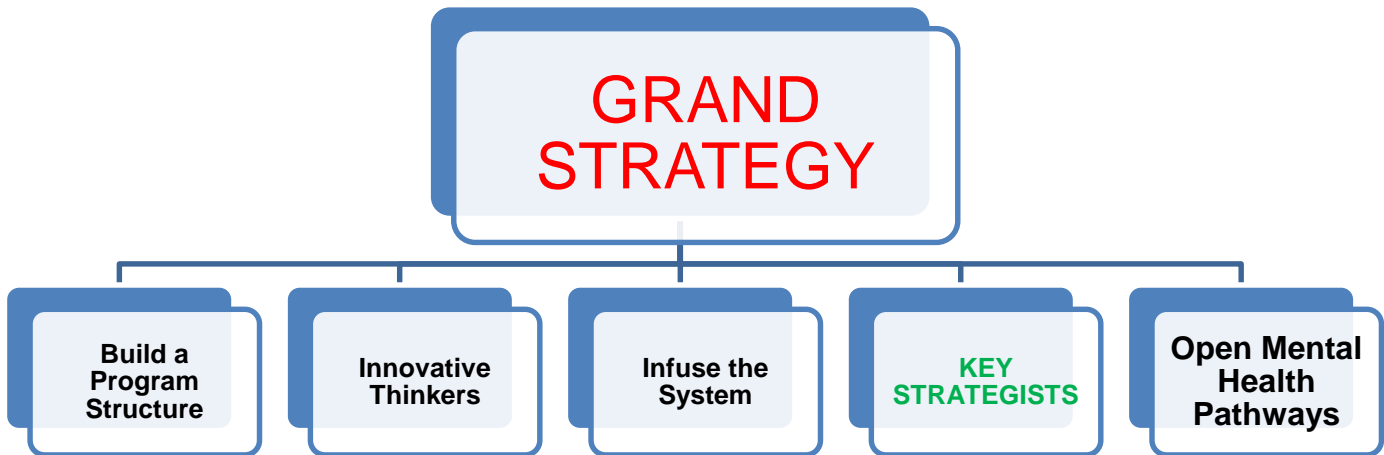 GRAND
STRATEGY
Build a
Program
Structure
Innovative
Thinkers
Infuse the
System
KEY
STRATEGISTS
Open Mental
Health
Pathways